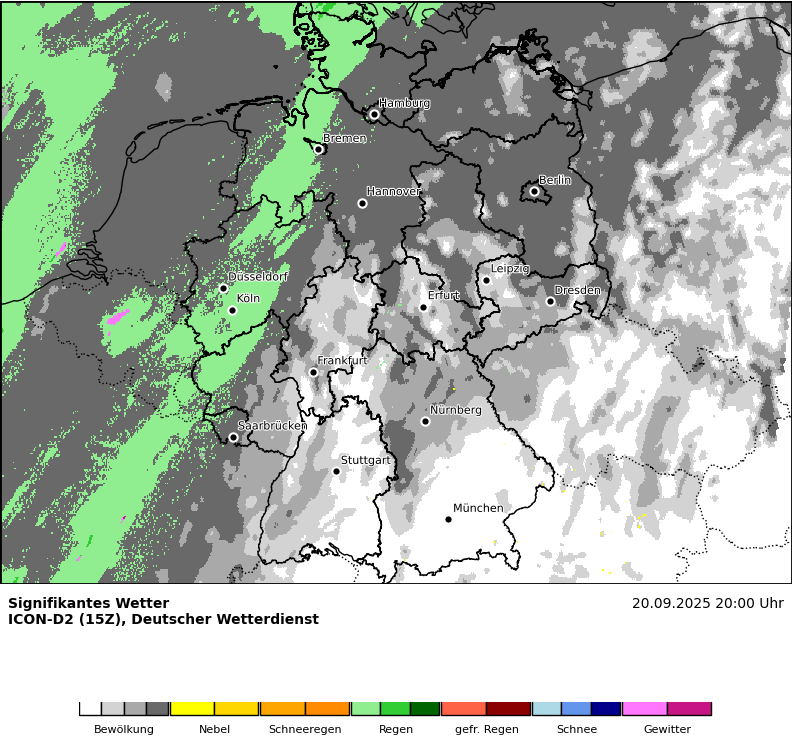 Hamburg
Bremen
Berlin
Hannover
Leipzig
Düsseldorf
Dresden
Köln
Erfurt
Frankfurt
Nürnberg
Saarbrücken
Stuttgart
München
Signifikantes Wetter
20.09.2025 20:00 Uhr
ICON-D2 (15Z), Deutscher Wetterdienst
Bewölkung Nebel Schneeregen Regen gefr. Regen Schnee Gewitter